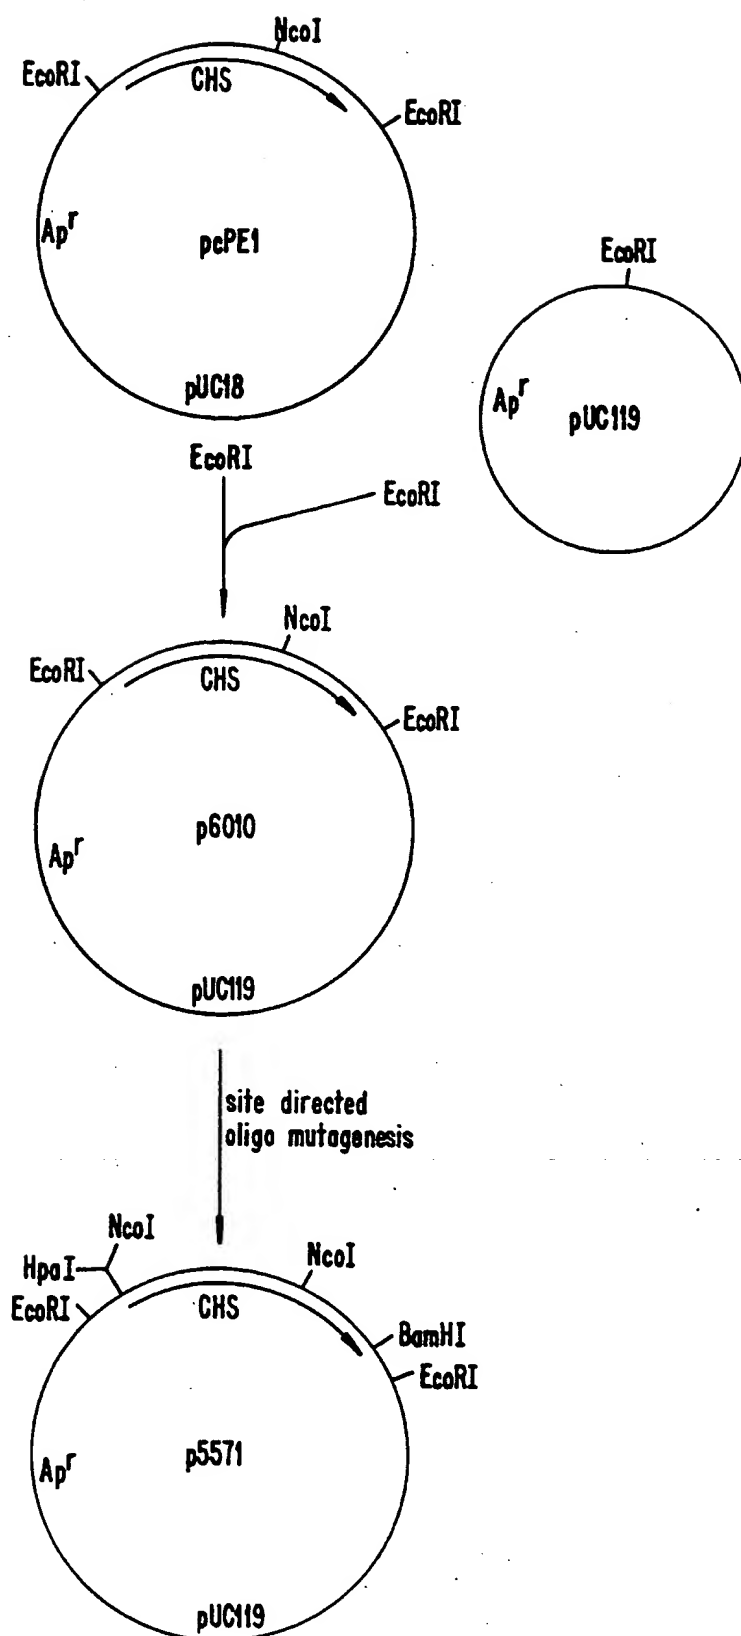 NcoI
EcoRI
CHS
EcoRI
Apr
pcPE1
pUC18
EcoRI
Apr
pUC119
EcoRI
EcoRI
NcoI
EcoRI
CHS
EcoRI
p6010
Apr
pUC119
site directed
oligo mutagenesis
NcoI
NcoI
HpaI
EcoRI
CHS
BamHI
EcoRI
p5571
Apr
pUC119